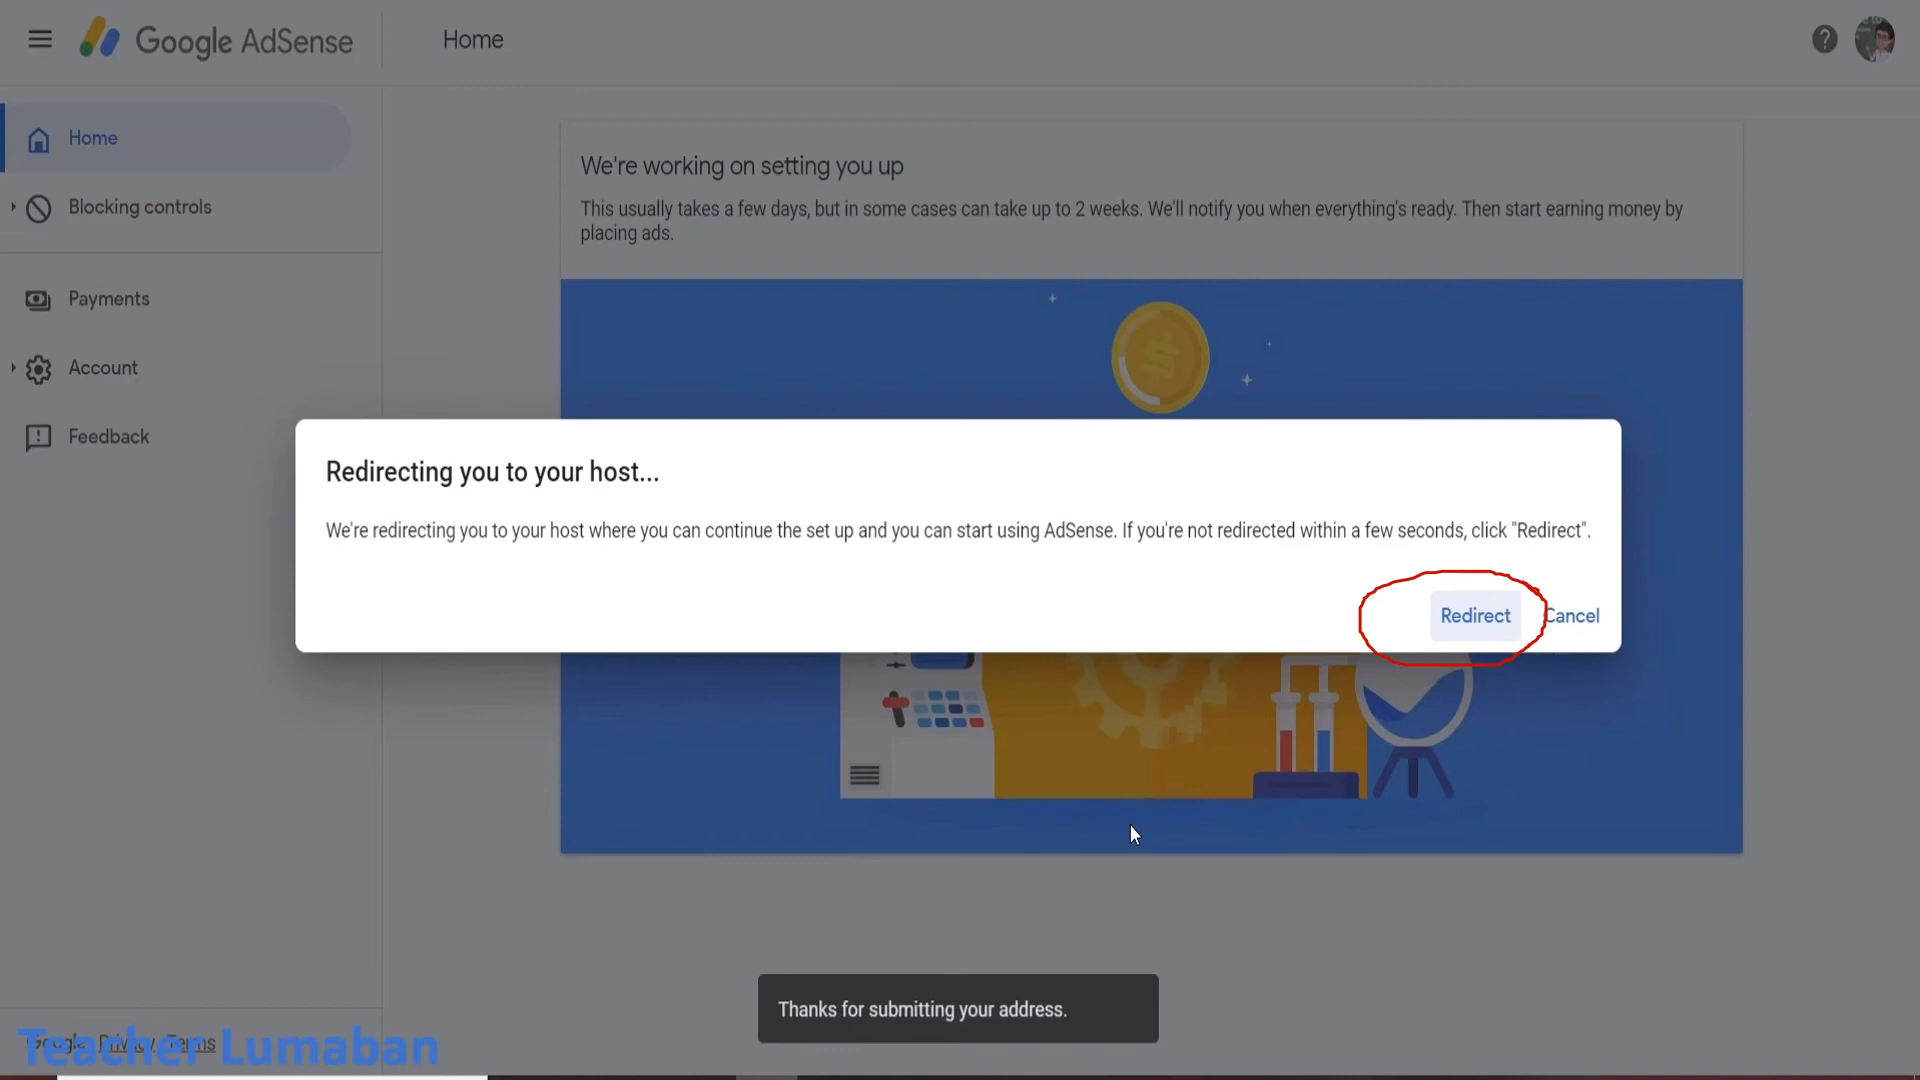 Google AdSense
Home
Home
Blocking controls
Payments
Account
Feedback
We're working on setting you up
This usually takes a few days, but in some cases can take up to 2 weeks. We'll notify you when everything's ready. Then start earning money by
placing ads.
Redirecting you to your host...
We're redirecting you to your host where you can continue the set up and you can start using AdSense. If you're not redirected within a few seconds, click "Redirect".
Redirect Cancel
Thanks for submitting your address.
Google Privacy Terms
Teacher Lumaban